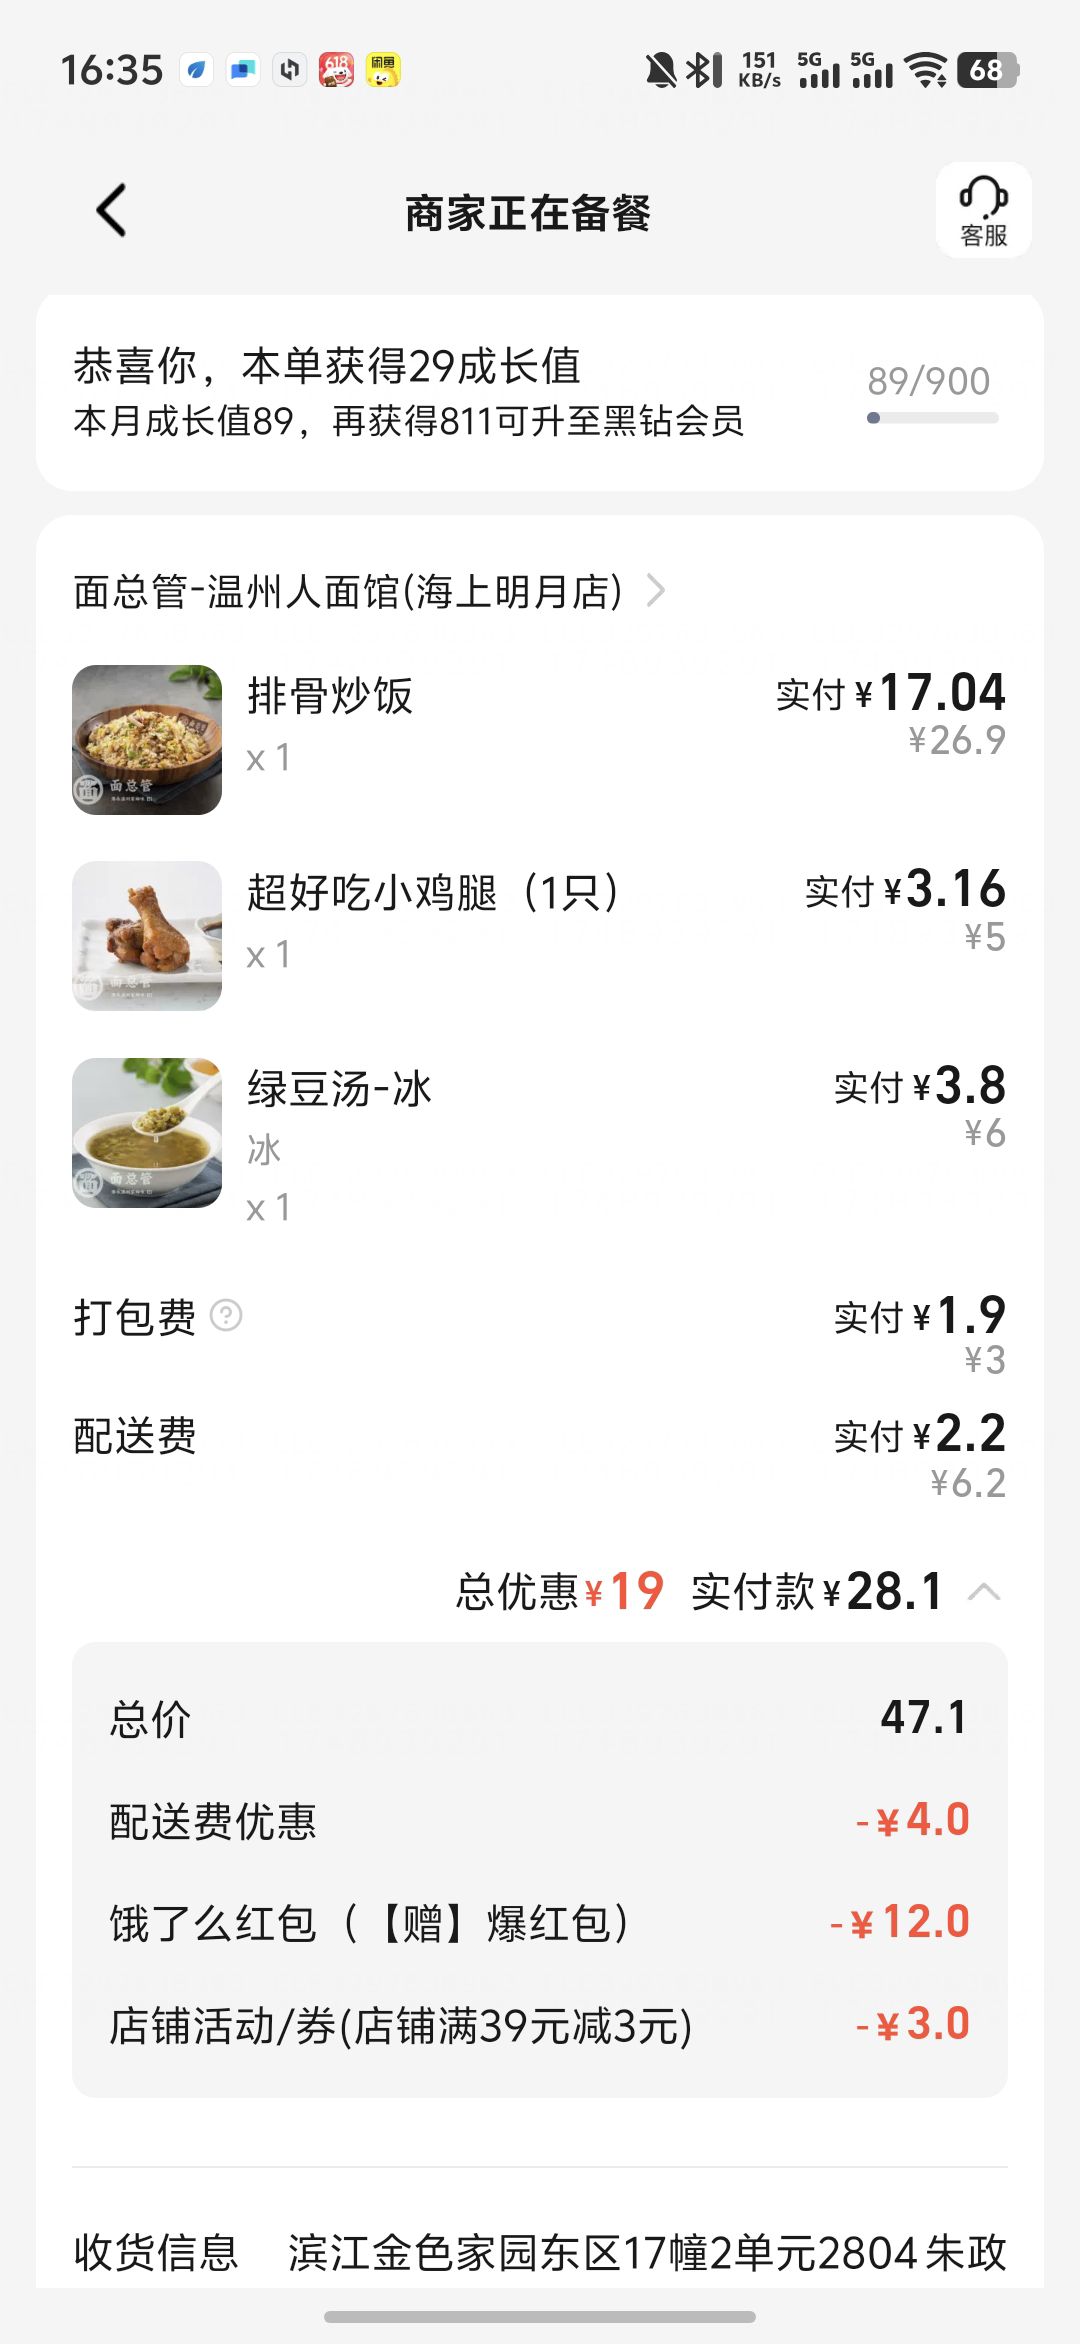 16:35
618
闲鱼
151
KB/s
5G
5G
68
商家正在备餐
客服
恭喜你，本单获得29成长值
89/900
本月成长值89，再获得811可升至黑钻会员
面总管-温州人面馆(海上明月店)
排骨炒饭
实付¥17.04
¥26.9
x 1
面总管
超好吃小鸡腿（1只）
实付¥3.16
¥5
x 1
面总管
绿豆汤-冰
实付¥3.8
¥6
冰
x 1
面总管
打包费
实付¥1.9
¥3
配送费
实付¥2.2
¥6.2
总优惠¥19 实付款¥28.1
总价 47.1
配送费优惠 -¥4.0
饿了么红包（【赠】爆红包） -¥12.0
店铺活动/券(店铺满39元减3元) -¥3.0
收货信息 滨江金色家园东区17幢2单元2804 朱政